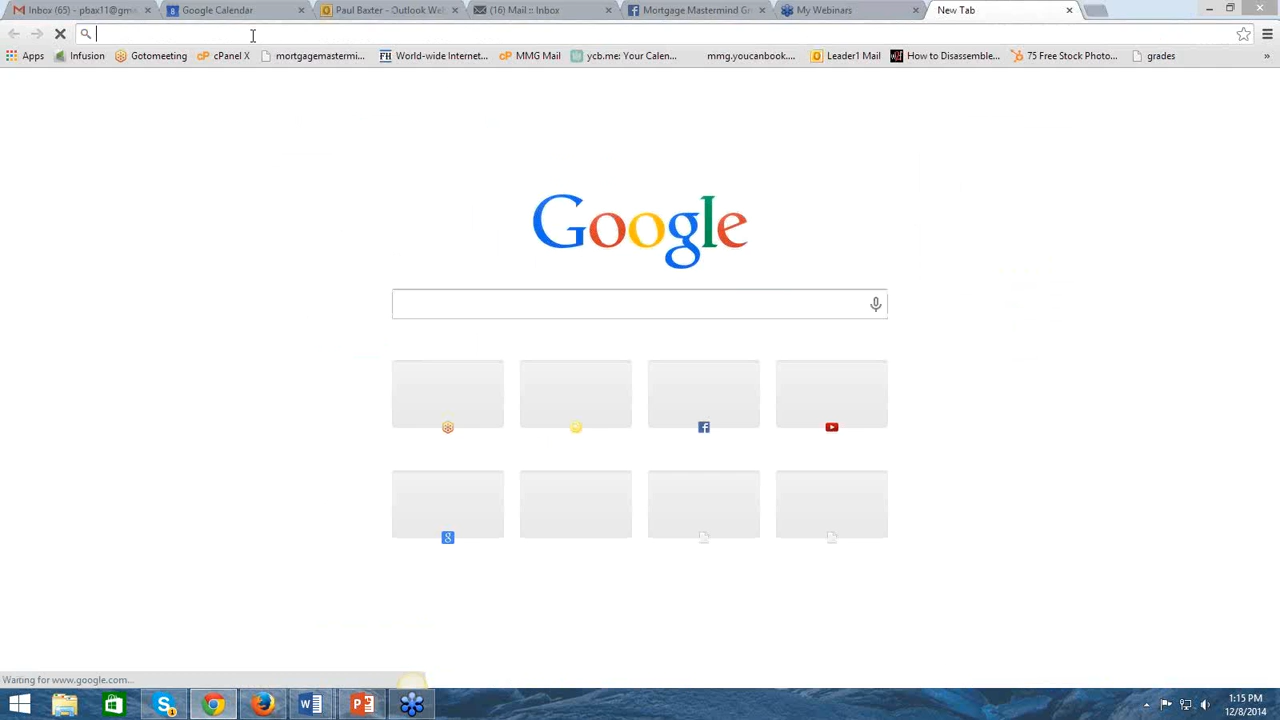 Inbox (65) - pbax11@gma
Google Calendar
Paul Baxter - Outlook Web
(16) Mail :: Inbox
Mortgage Mastermind Gr
My Webinars
New Tab
Apps
Infusion
Gotomeeting
cPanel X
mortgagemastermi...
World-wide Internet...
MMG Mail
ycb.me: Your Calen...
mmg.youcanbook....
Leader1 Mail
How to Disassemble...
75 Free Stock Photo...
grades
»
Google
Waiting for www.google.com...
1:15 PM
12/8/2014